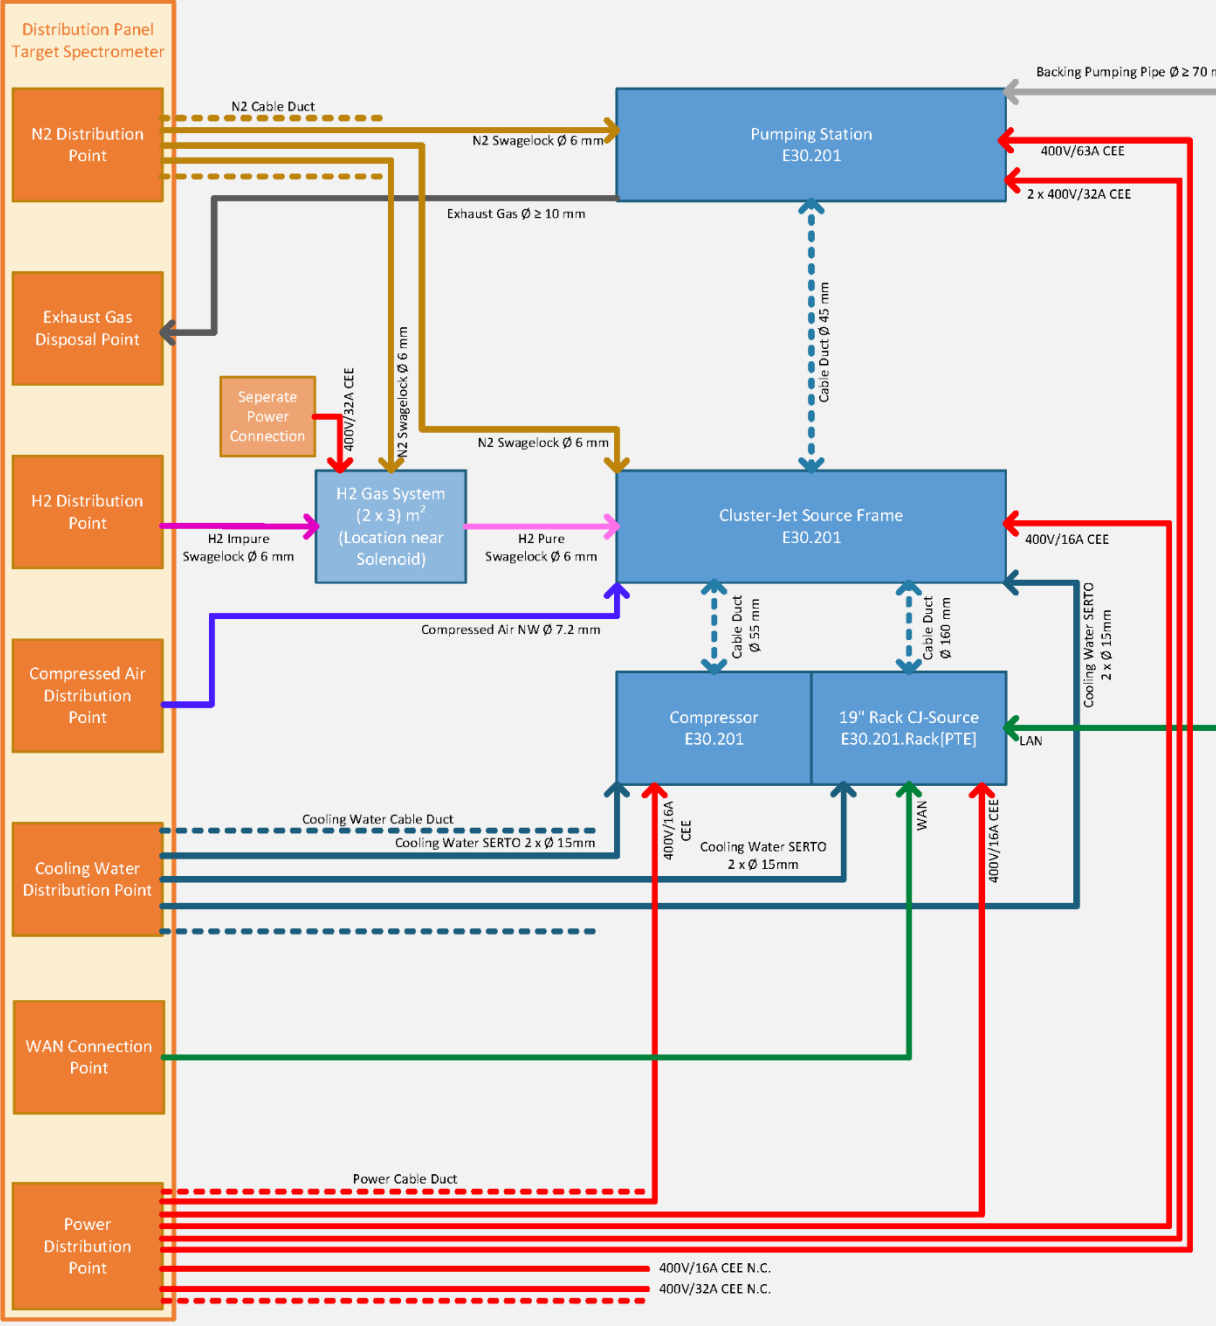 Distribution Panel
Target Spectrometer
N2 Distribution
Point
N2 Cable Duct
N2 Swagelock Ø 6 mm
Pumping Station
E30.201
Backing Pumping Pipe Ø ≥ 70
400V/63A CEE
2 x 400V/32A CEE
Exhaust Gas Ø ≥ 10 mm
Exhaust Gas
Disposal Point
Cable Duct Ø 45 mm
Seperate
Power
Connection
400V/32A CEE
N2 Swagelock Ø 6 mm
N2 Swagelock Ø 6 mm
H2 Distribution
Point
H2 Impure
Swagelock Ø 6 mm
H2 Gas System
(2 x 3) m²
(Location near
Solenoid)
H2 Pure
Swagelock Ø 6 mm
Cluster-Jet Source Frame
E30.201
400V/16A CEE
Compressed Air NW Ø 7.2 mm
Cable Duct
Ø 55 mm
Cable Duct
Ø 160 mm
Cooling Water SERTO
2 x Ø 15mm
Compressed Air
Distribution
Point
Compressor
E30.201
19" Rack CJ-Source
E30.201.Rack[PTE]
LAN
Cooling Water
Distribution Point
Cooling Water Cable Duct
Cooling Water SERTO 2 x Ø 15mm
400V/16A
CEE
Cooling Water SERTO
2 x Ø 15mm
WAN
400V/16A CEE
WAN Connection
Point
Power Cable Duct
Power
Distribution
Point
400V/16A CEE N.C.
400V/32A CEE N.C.